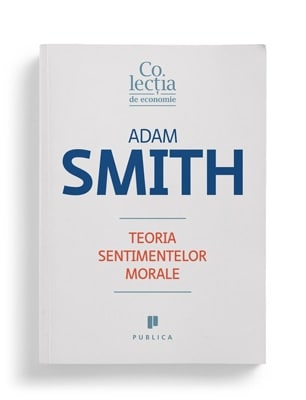 Co.
lecția
de economie
ADAM
SMITH
TEORIA
SENTIMENTELOR
MORALE
PUBLICA